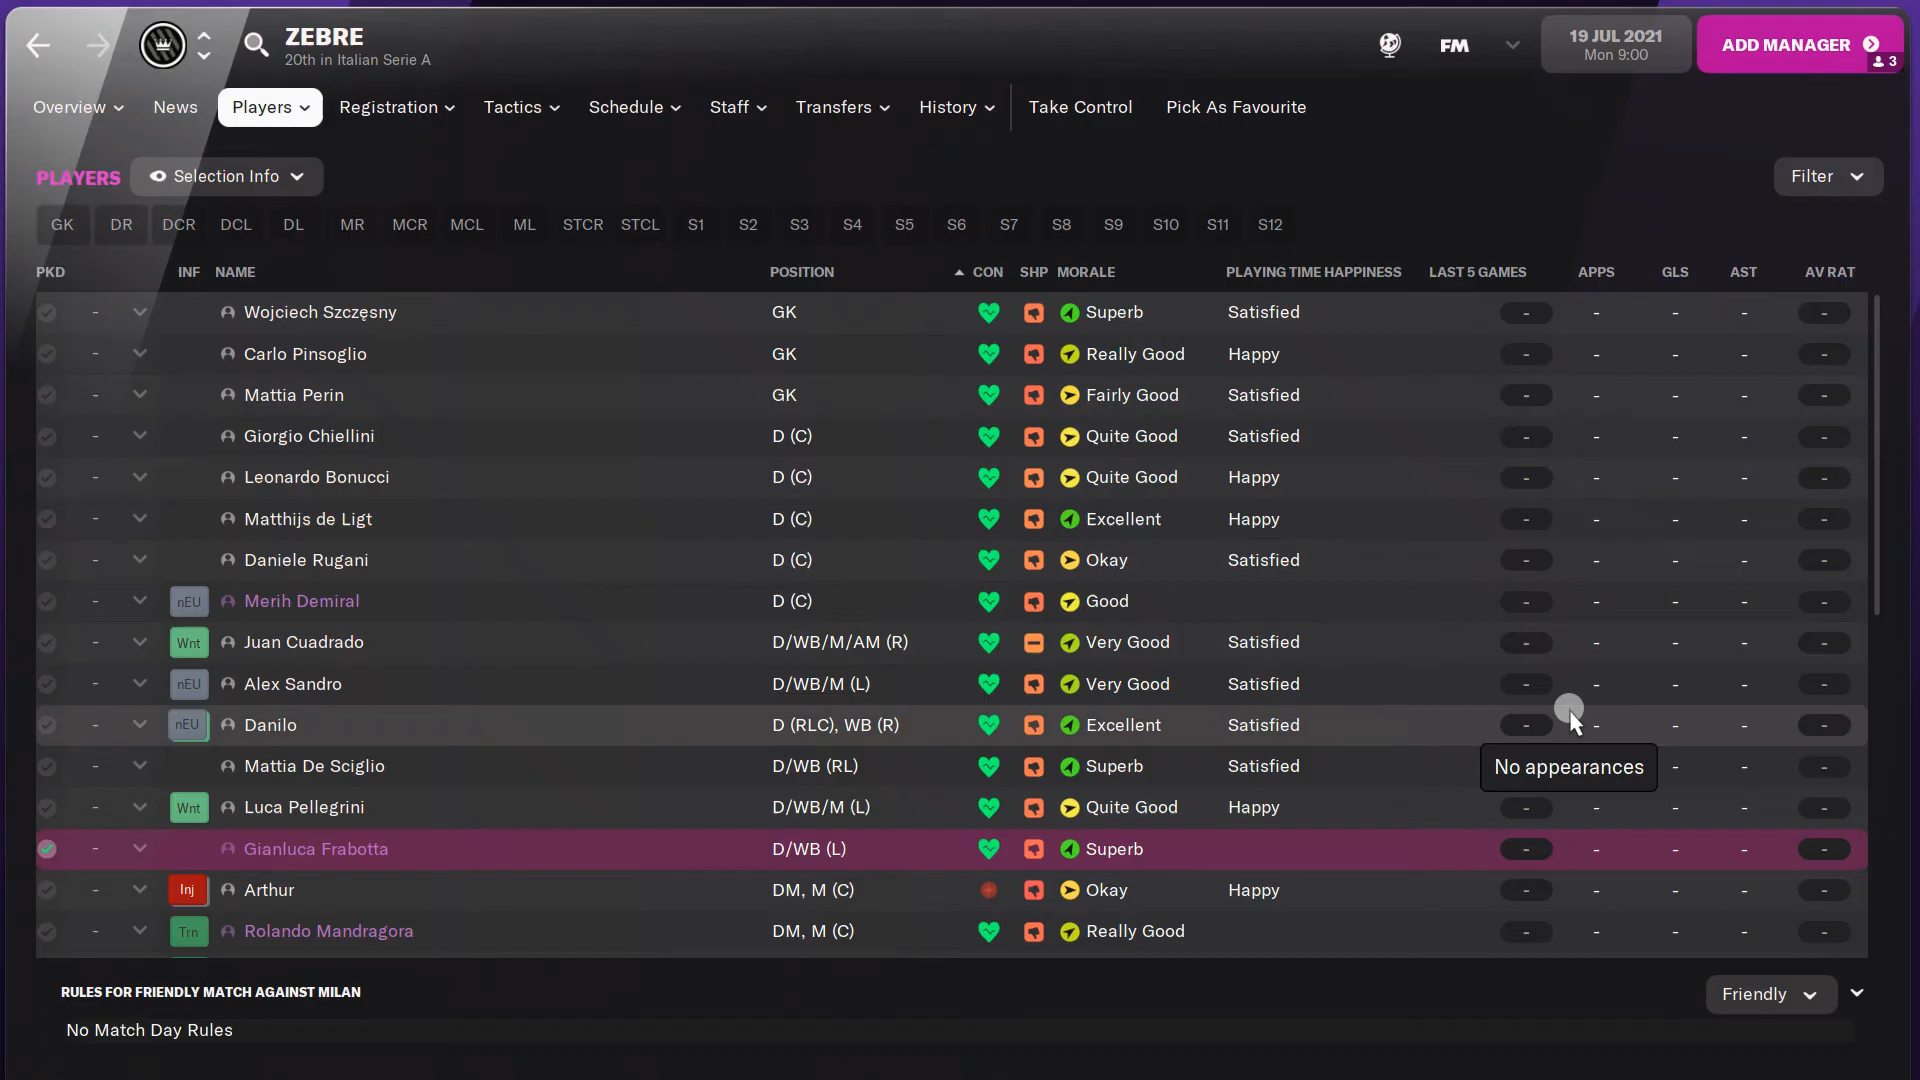 ZEBRE
20th in Italian Serie A
FM
19 JUL 2021
Mon 9:00
ADD MANAGER
3
Overview News Players Registration Tactics Schedule Staff Transfers History Take Control Pick As Favourite
PLAYERS Selection Info Filter
GK DR DCR DCL DL MR MCR MCL ML STCR STCL S1 S2 S3 S4 S5 S6 S7 S8 S9 S10 S11 S12
PKD INF NAME POSITION CON SHP MORALE PLAYING TIME HAPPINESS LAST 5 GAMES APPS GLS AST AV RAT
- Wojciech Szczęsny GK Superb Satisfied - - - - -
- Carlo Pinsoglio GK Really Good Happy - - - - -
- Mattia Perin GK Fairly Good Satisfied - - - - -
- Giorgio Chiellini D (C) Quite Good Satisfied - - - - -
- Leonardo Bonucci D (C) Quite Good Happy - - - - -
- Matthijs de Ligt D (C) Excellent Happy - - - - -
- Daniele Rugani D (C) Okay Satisfied - - - - -
- nEU Merih Demiral D (C) Good - - - - -
- Wnt Juan Cuadrado D/WB/M/AM (R) Very Good Satisfied - - - - -
- nEU Alex Sandro D/WB/M (L) Very Good Satisfied - - - - -
- nEU Danilo D (RLC), WB (R) Excellent Satisfied - - - - -
- Mattia De Sciglio D/WB (RL) Superb Satisfied No appearances - - -
- Wnt Luca Pellegrini D/WB/M (L) Quite Good Happy - - - - -
- Gianluca Frabotta D/WB (L) Superb - - - - -
- Inj Arthur DM, M (C) Okay Happy - - - - -
- Trn Rolando Mandragora DM, M (C) Really Good - - - - -
RULES FOR FRIENDLY MATCH AGAINST MILAN
Friendly
No Match Day Rules